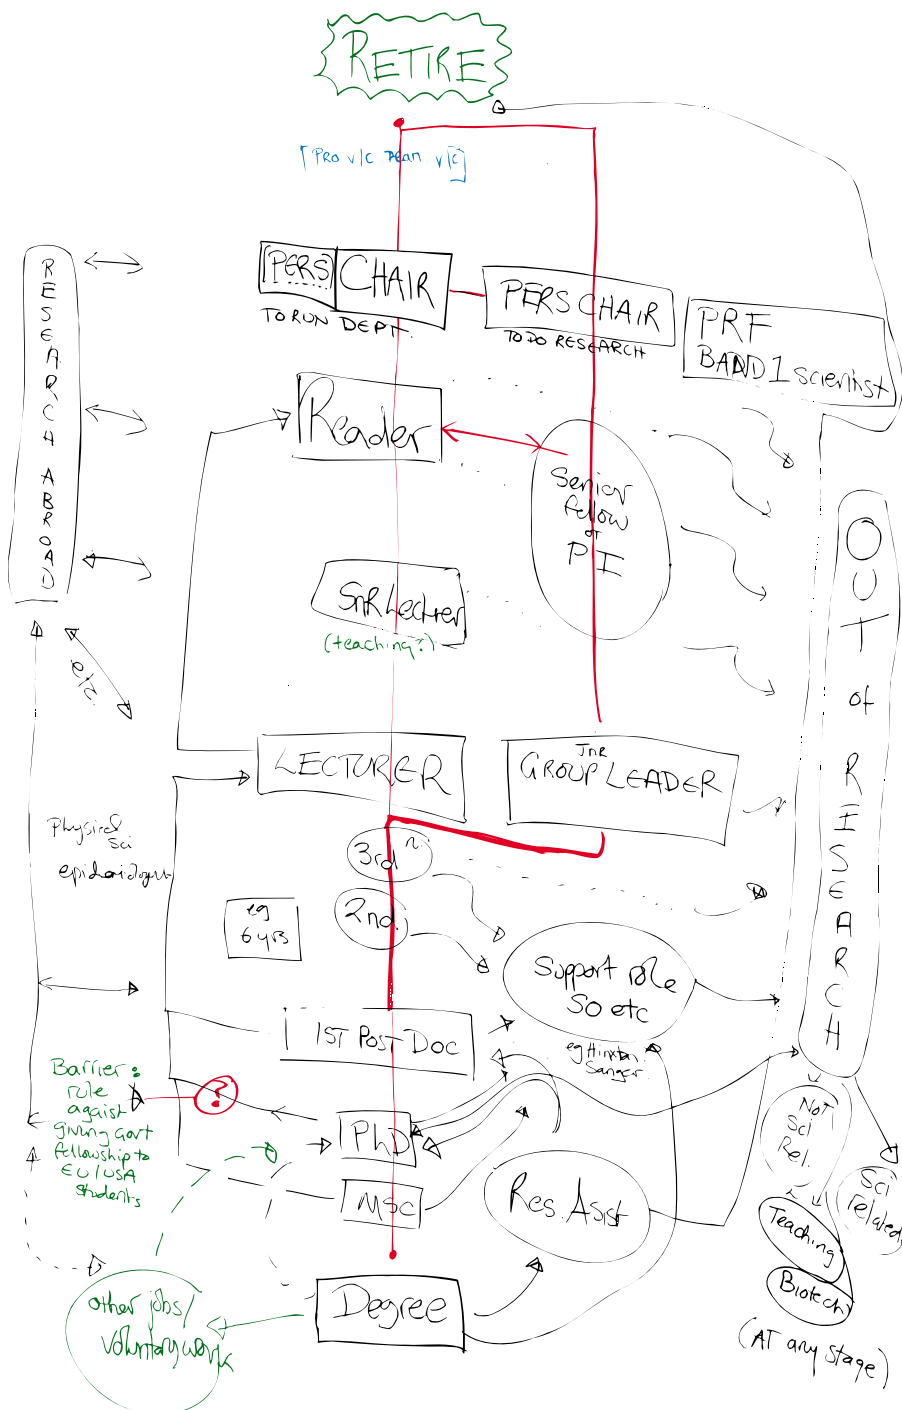 RETIRE
[PRO V/C Dean V/C]
[PERS] CHAIR
TO RUN DEPT.
PERS CHAIR
TO DO RESEARCH
PRF
BAND 1 scientist
RESEARCH ABROAD
Reader
Senior
fellow
or
PI
SnR Lectrer
(teaching?)
OUT of RESEARCH
etc.
LECTURER
Jnr
GROUP LEADER
Physical
Sci
epidemiologist
3rd
2nd.
eg
6 yrs
Support role
SO etc
eg Hinxton
Sanger
1ST POST DOC
Barrier:
rule
against
giving Govt
fellowship to
EU/USA
students
?
PhD
MSC
Res. Assist
NOT
Sci
Rel.
Sci
related
Teaching
Biotech
(AT any stage)
Degree
other jobs/
voluntary work